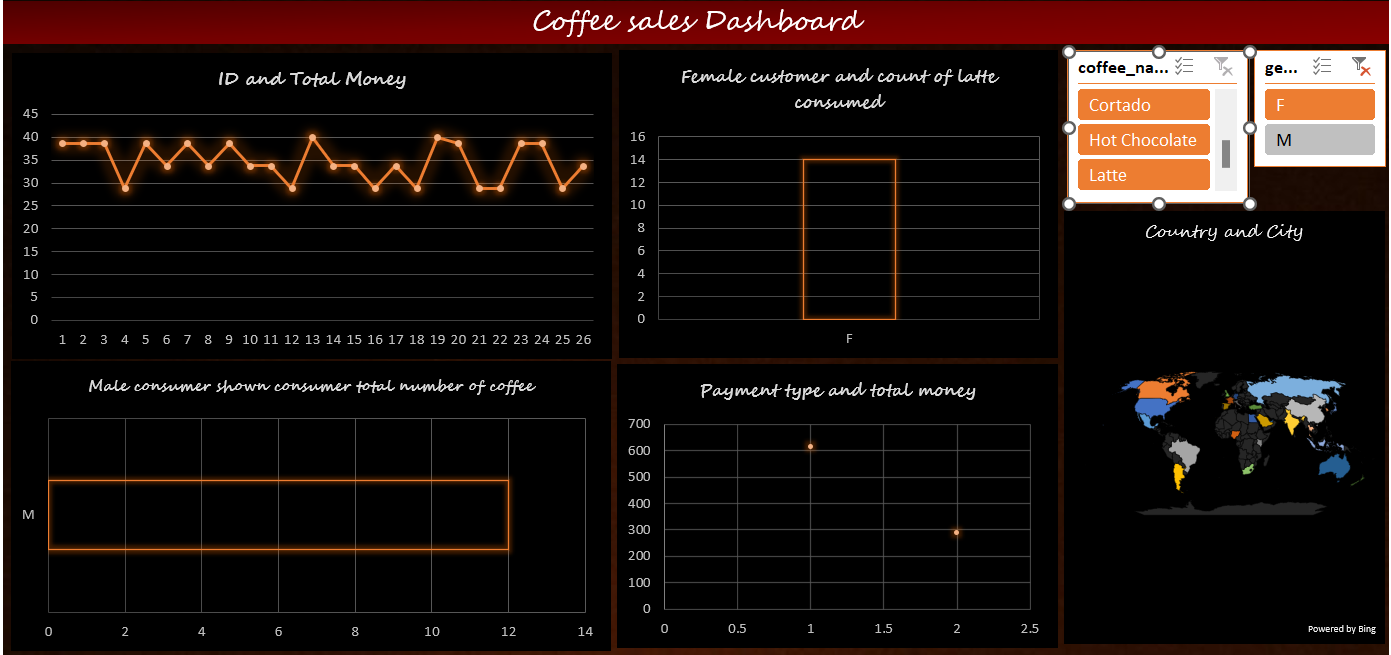 Coffee sales Dashboard
ID and Total Money
45
40
35
30
25
20
15
10
5
0
1 2 3 4 5 6 7 8 9 10 11 12 13 14 15 16 17 18 19 20 21 22 23 24 25 26
Female customer and count of latte
consumed
16
14
12
10
8
6
4
2
0
F
coffee_na...
Cortado
Hot Chocolate
Latte
ge...
F
M
Male consumer shown consumer total number of coffee
M
0 2 4 6 8 10 12 14
Payment type and total money
700
600
500
400
300
200
100
0
0 0.5 1 1.5 2 2.5
Country and City
Powered by Bing